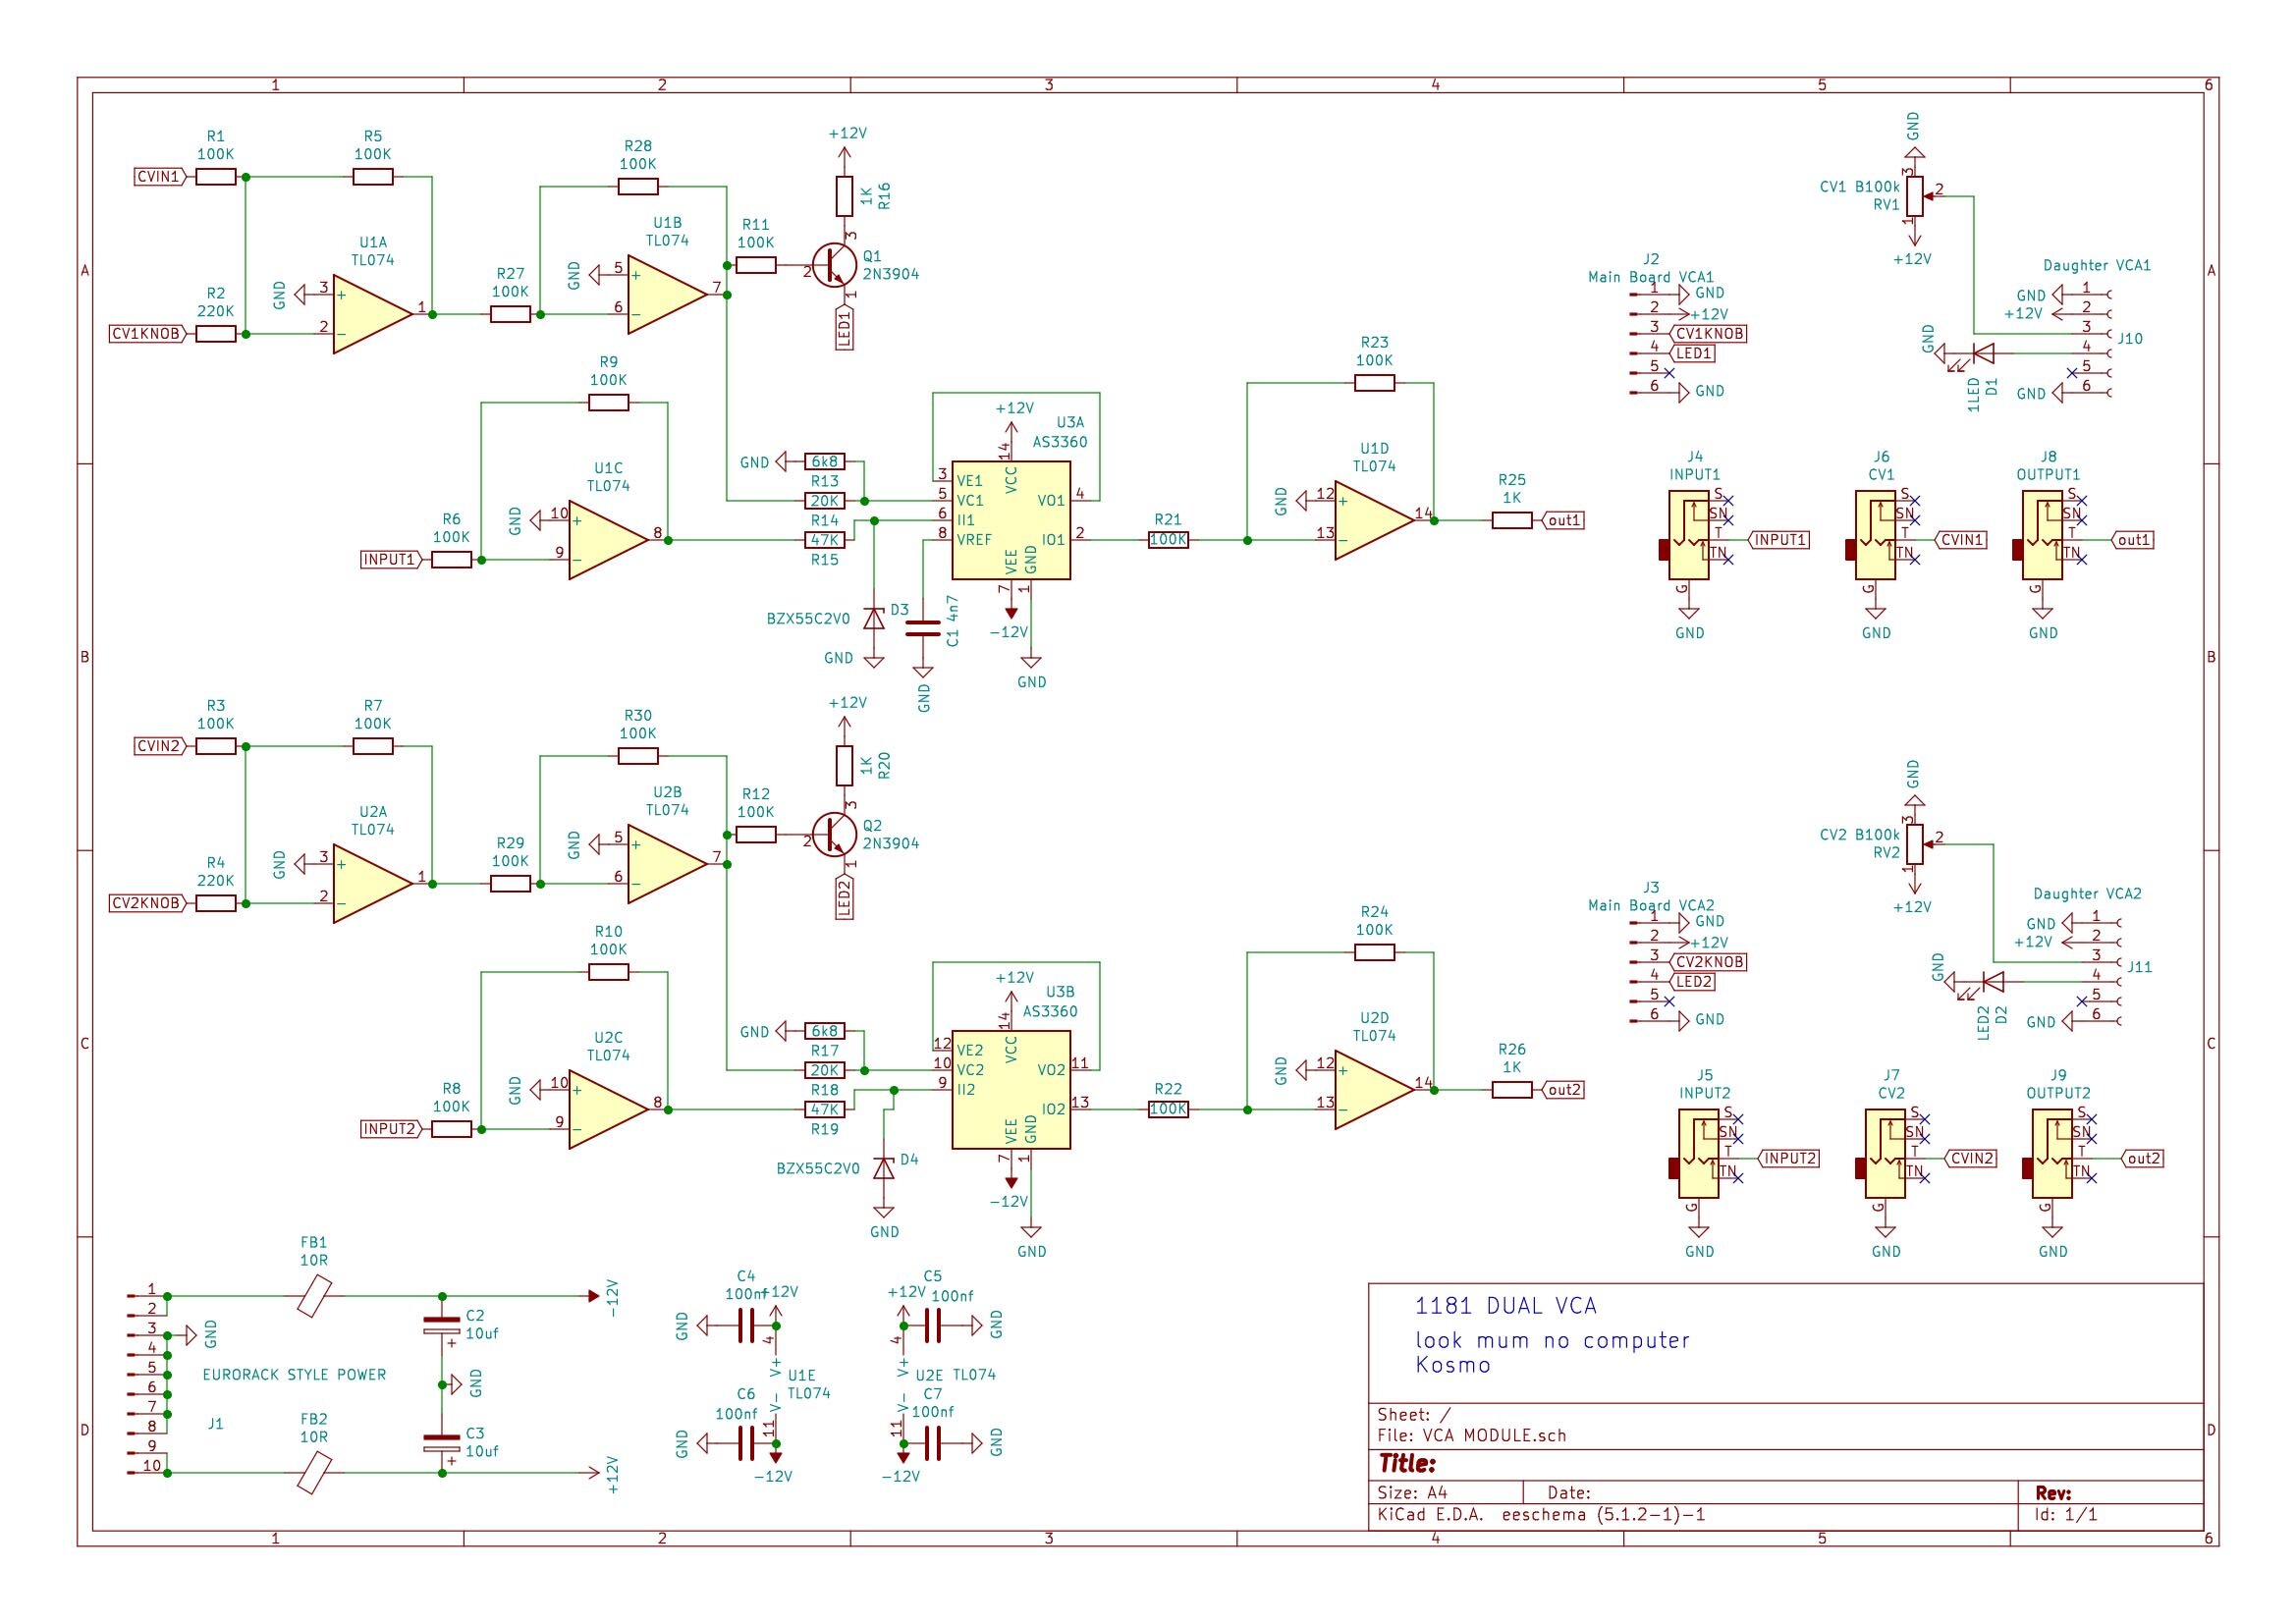 1 2 3 4 5 6
A
B
C
D
R1
100K
CVIN1
R5
100K
R2
220K
CV1KNOB
U1A
TL074
GND
3
2
1
R27
100K
R28
100K
U1B
TL074
GND
5
6
7
R11
100K
+12V
1K
R16
Q1
2N3904
3
2
1
LED1
R9
100K
U1C
TL074
GND
10
9
8
R6
100K
INPUT1
GND
6k8
R13
20K
R14
47K
R15
BZX55C2V0
D3
GND
C1 4n7
GND
+12V
U3A
AS3360
14
VCC
3 VE1
5 VC1
6 II1
8 VREF
VO1 4
IO1 2
VEE
GND
7
1
-12V
GND
R21
100K
R23
100K
U1D
TL074
GND
12
13
14
R25
1K
out1
J2
Main Board VCA1
1 GND
2 +12V
3 CV1KNOB
4 LED1
5
6 GND
GND
3
CV1 B100k
RV1
2
1
+12V
Daughter VCA1
GND 1
+12V 2
3
4
5
GND 6
J10
GND
1LED
D1
J4
INPUT1
S
SN
T
TN
INPUT1
G
GND
J6
CV1
S
SN
T
TN
CVIN1
G
GND
J8
OUTPUT1
S
SN
T
TN
out1
G
GND
R3
100K
CVIN2
R7
100K
R4
220K
CV2KNOB
U2A
TL074
GND
3
2
1
R29
100K
R30
100K
U2B
TL074
GND
5
6
7
R12
100K
+12V
1K
R20
Q2
2N3904
3
2
1
LED2
R10
100K
U2C
TL074
GND
10
9
8
R8
100K
INPUT2
GND
6k8
R17
20K
R18
47K
R19
BZX55C2V0
D4
GND
+12V
U3B
AS3360
14
VCC
12 VE2
10 VC2
9 II2
VO2 11
IO2 13
VEE
GND
7
1
-12V
GND
R22
100K
R24
100K
U2D
TL074
GND
12
13
14
R26
1K
out2
J3
Main Board VCA2
1 GND
2 +12V
3 CV2KNOB
4 LED2
5
6 GND
GND
3
CV2 B100k
RV2
2
1
+12V
Daughter VCA2
GND 1
+12V 2
3
4
5
GND 6
J11
GND
LED2
D2
J5
INPUT2
S
SN
T
TN
INPUT2
G
GND
J7
CV2
S
SN
T
TN
CVIN2
G
GND
J9
OUTPUT2
S
SN
T
TN
out2
G
GND
1
2
3
4
5
6
7
8
9
10
GND
EURORACK STYLE POWER
J1
FB1
10R
FB2
10R
C2
10uf
+
GND
C3
10uf
+
-12V
+12V
C4
100nf
+12V
GND
4
V+
U1E
TL074
V-
11
C6
100nf
GND
-12V
C5
100nf
+12V
GND
4
V+
U2E TL074
V-
11
C7
100nf
GND
-12V
1181 DUAL VCA
look mum no computer
Kosmo
Sheet: /
File: VCA MODULE.sch
Title:
Size: A4 Date: Rev:
KiCad E.D.A. eeschema (5.1.2-1)-1 Id: 1/1
A
B
C
D
1 2 3 4 5 6